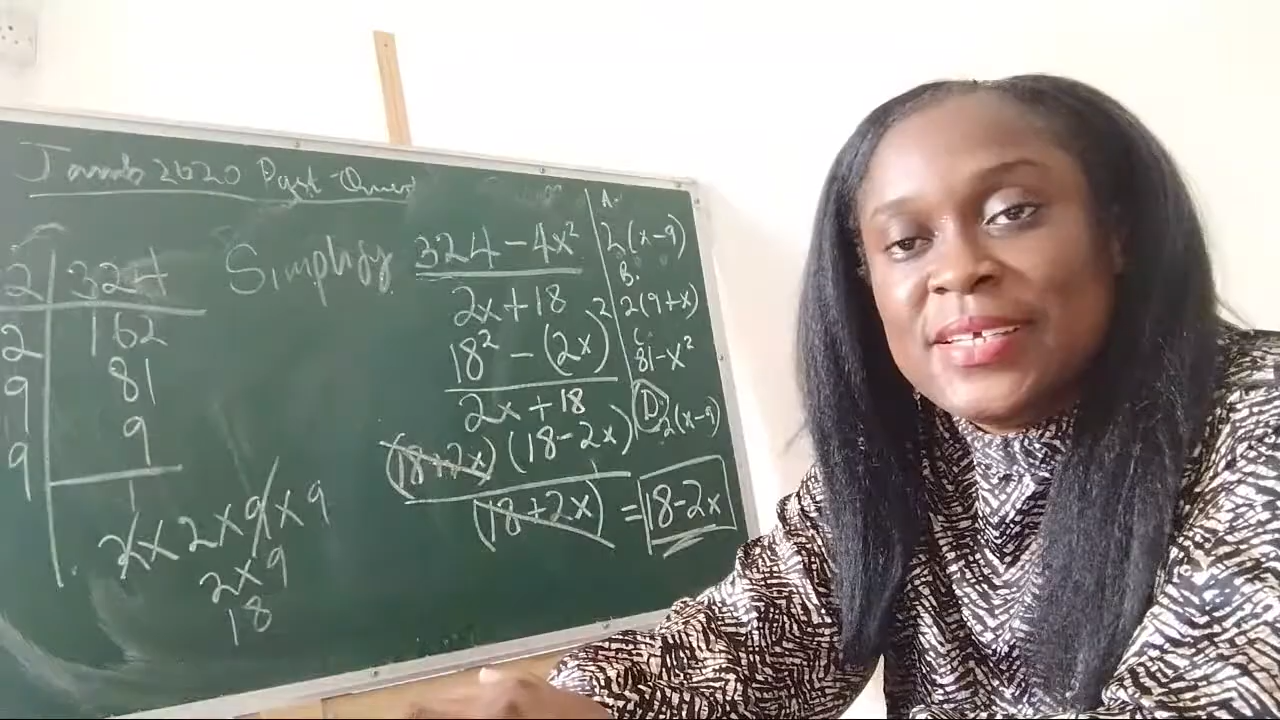 Jamb 2020 Past Quest
2 | 324
2 | 162
9 | 81
9 | 9
1
2 x 2 x 9 x 9
2 x 9
18
Simplify 324 - 4x²
2x + 18
18² - (2x)²
2x + 18
(18 + 2x) (18 - 2x)
(18 + 2x) = 18 - 2x
A.
2(x - 9)
B.
2(9 + x)
C.
81 - x²
D 2(x - 9)